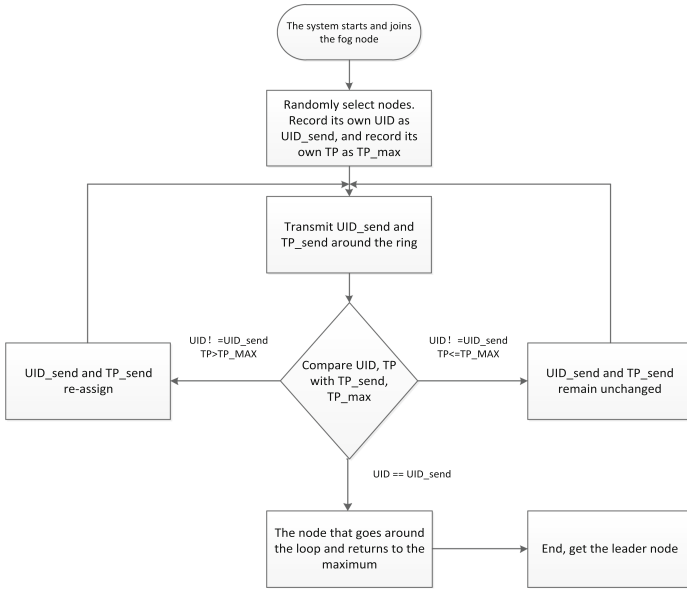 The system starts and joins
the fog node
Randomly select nodes.
Record its own UID as
UID_send, and record its
own TP as TP_max
Transmit UID_send and
TP_send around the ring
UID！=UID_send
TP>TP_MAX
UID！=UID_send
TP<=TP_MAX
UID_send and TP_send
re-assign
Compare UID, TP
with TP_send,
TP_max
UID_send and TP_send
remain unchanged
UID == UID_send
The node that goes around
the loop and returns to the
maximum
End, get the leader node